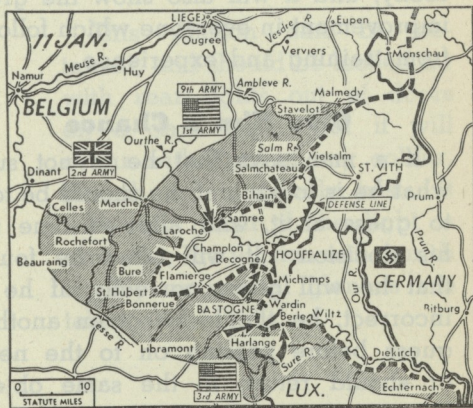 11 JAN.
LIEGE
Ougree
Vesdre R.
Eupen
Verviers
Monschau
Meuse R.
Huy
Namur
BELGIUM
9th ARMY
1st ARMY
Ambleve R.
Malmedy
Stavelot
Ourthe R.
2nd ARMY
Salm R.
Vielsalm
Salmchateau
ST. VITH
Dinant
Celles
Marche
Bihain
DEFENSE LINE
Prum
Laroche
Samree
Rochefort
Champlon
Recogne
HOUFFALIZE
Prum R.
Beauraing
Bure
Flamierge
Michamps
GERMANY
St. Hubert
Bonnerue
BASTOGNE
Wardin
Berle
Wiltz
Our R.
Bitburg
Libramont
Harlange
Sure R.
Diekirch
Echternach
3rd ARMY
LUX.
0 10
STATUTE MILES